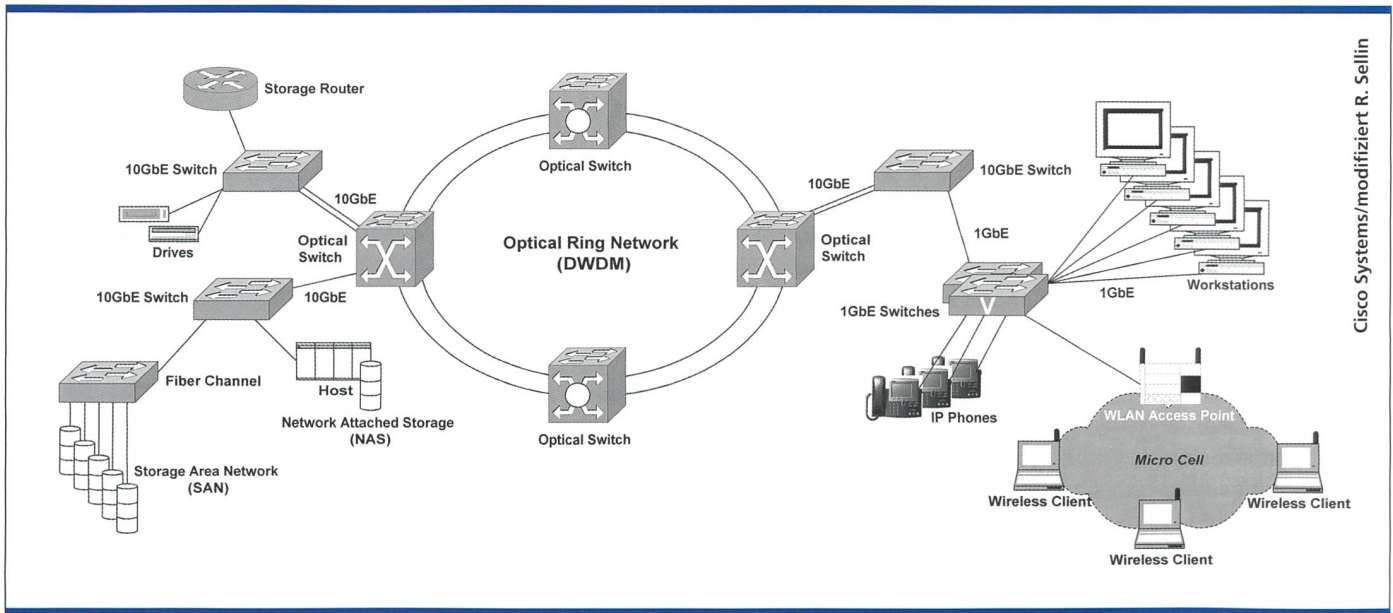 Storage Router
10GbE Switch
10GbE
Drives
Optical
Switch
10GbE Switch
10GbE
Fiber Channel
Host
Network Attached Storage
(NAS)
Storage Area Network
(SAN)
Optical Switch
Optical Ring Network
(DWDM)
Optical Switch
Optical
Switch
10GbE
10GbE Switch
1GbE
1GbE Switches
V
1GbE
Workstations
IP Phones
WLAN Access Point
Micro Cell
Wireless Client
Wireless Client
Wireless Client
Cisco Systems/modifiziert R. Sellin